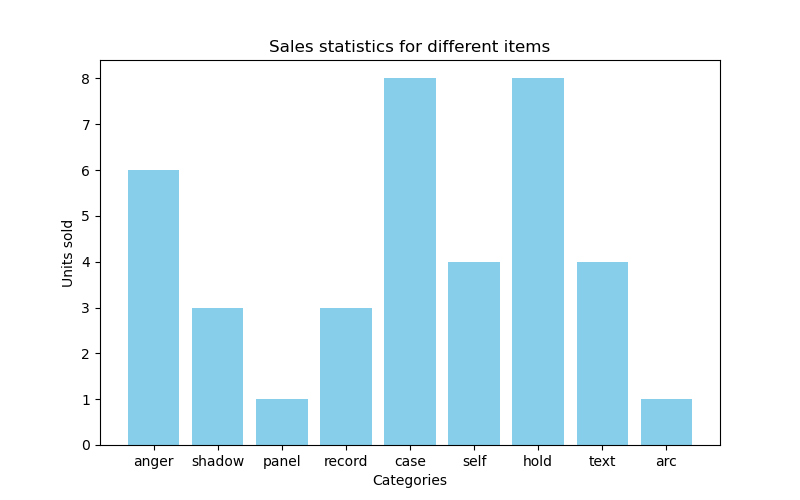 Sales statistics for different items
Units sold
8
7
6
5
4
3
2
1
0
anger shadow panel record case self hold text arc
Categories